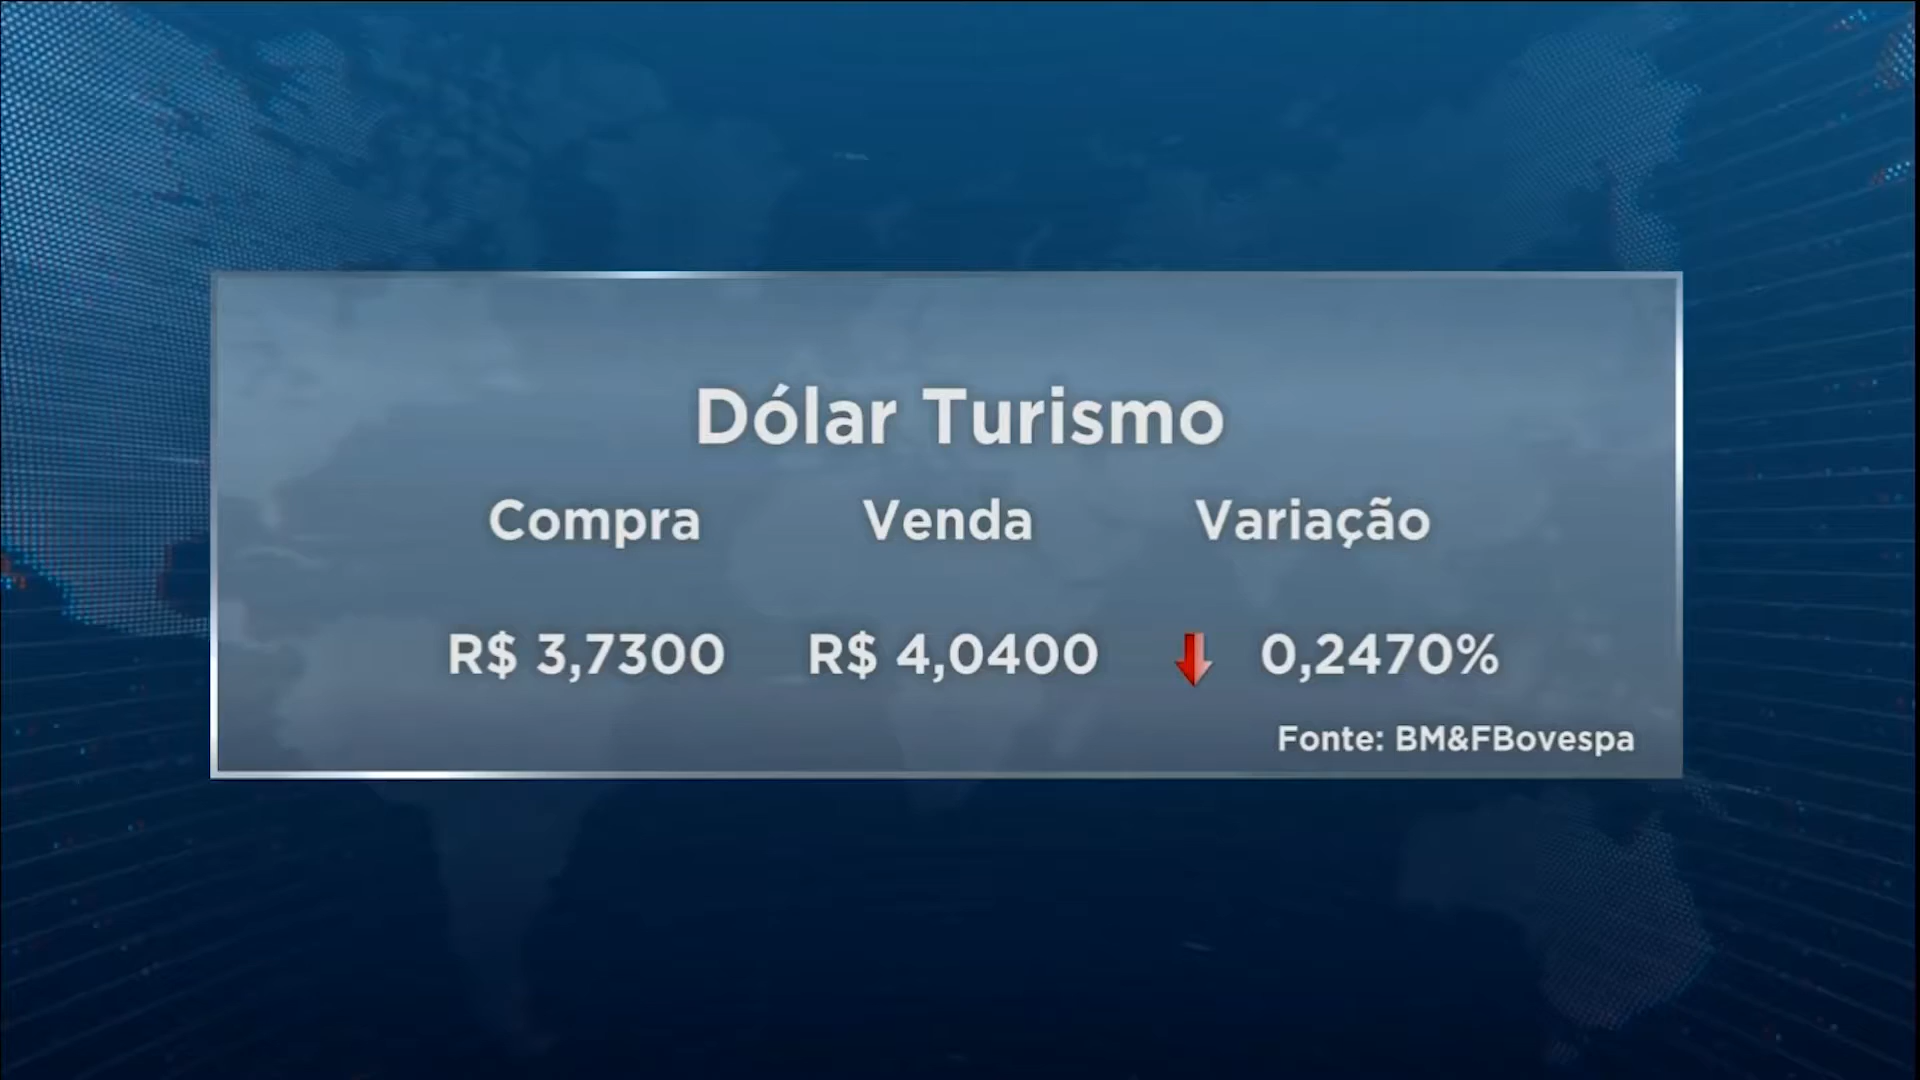 Dólar Turismo
Compra Venda Variação
R$ 3,7300 R$ 4,0400 0,2470%
Fonte: BM&FBovespa